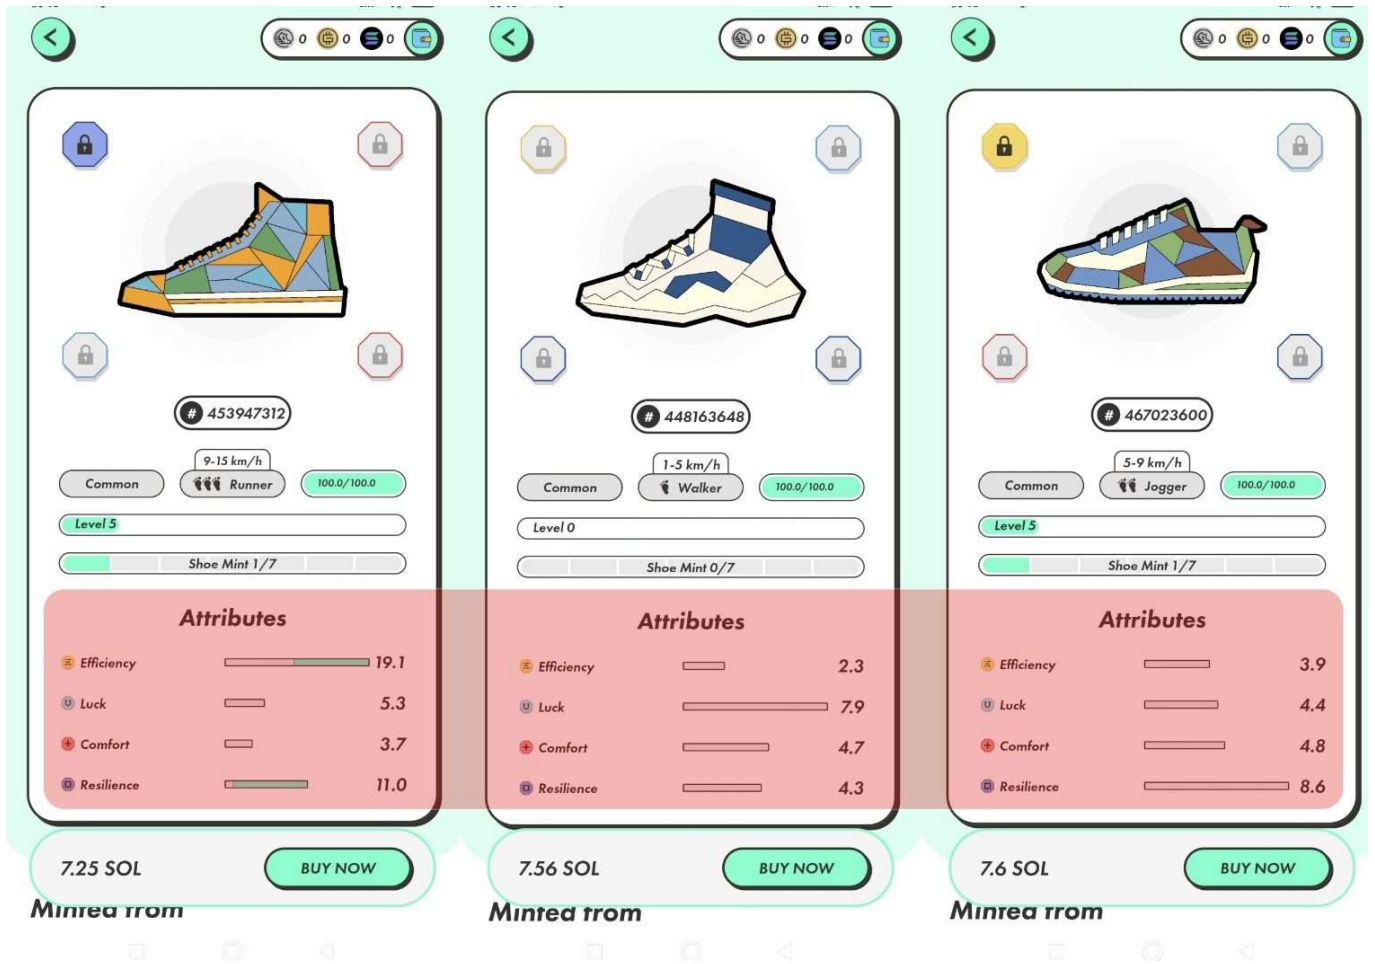 0 0 0
# 453947312
9-15 km/h
Common Runner 100.0/100.0
Level 5
Shoe Mint 1/7
Attributes
Efficiency 19.1
Luck 5.3
Comfort 3.7
Resilience 11.0
7.25 SOL BUY NOW
Minted from
0 0 0
# 448163648
1-5 km/h
Common Walker 100.0/100.0
Level 0
Shoe Mint 0/7
Attributes
Efficiency 2.3
Luck 7.9
Comfort 4.7
Resilience 4.3
7.56 SOL BUY NOW
Minted from
0 0 0
# 467023600
5-9 km/h
Common Jogger 100.0/100.0
Level 5
Shoe Mint 1/7
Attributes
Efficiency 3.9
Luck 4.4
Comfort 4.8
Resilience 8.6
7.6 SOL BUY NOW
Minted from